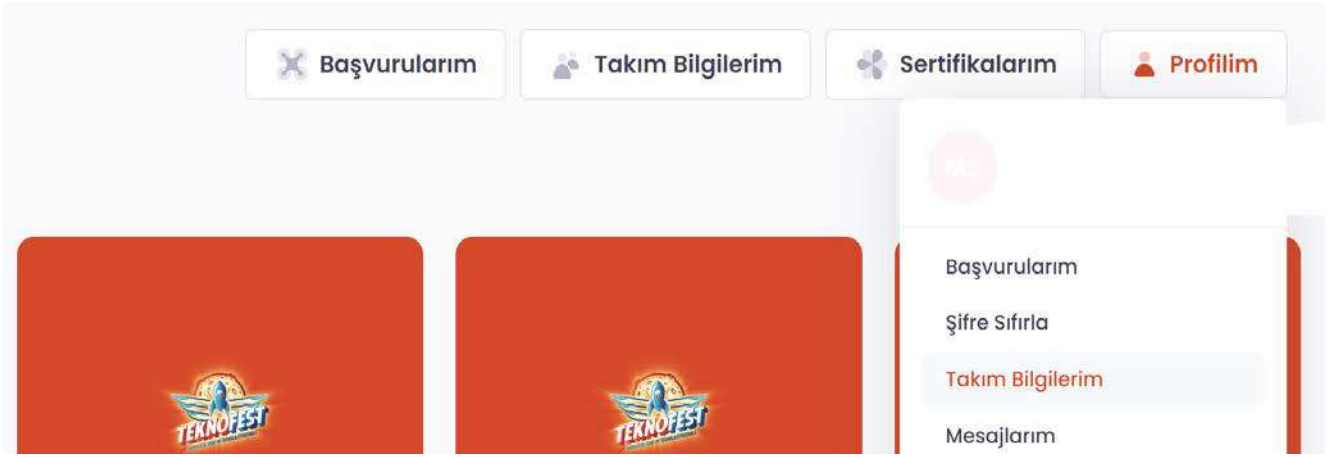 Başvurularım
Takım Bilgilerim
Sertifikalarım
Profilim
MS
Başvurularım
Şifre Sıfırla
Takım Bilgilerim
Mesajlarım
TEKNOFEST
TEKNOFEST